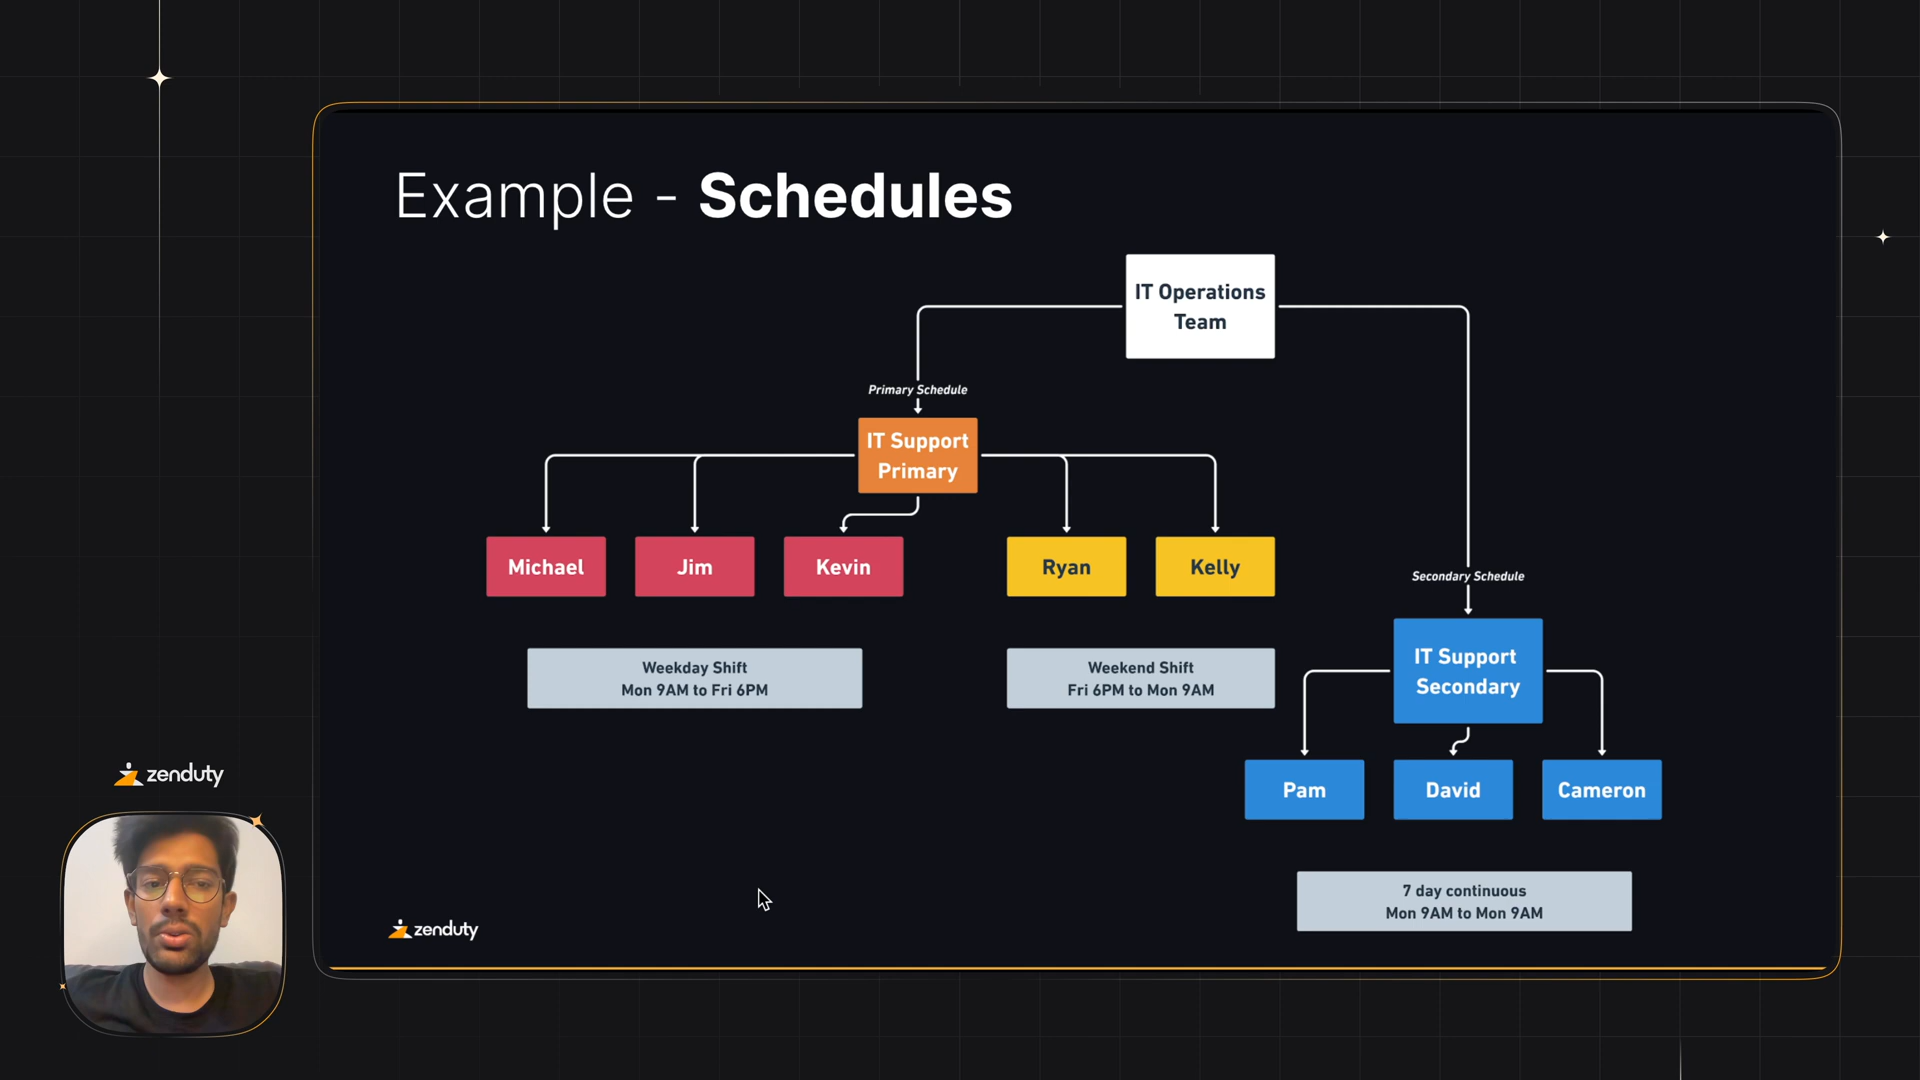 Example - Schedules
IT Operations
Team
Primary Schedule
IT Support
Primary
Michael
Jim
Kevin
Ryan
Kelly
Weekday Shift
Mon 9AM to Fri 6PM
Weekend Shift
Fri 6PM to Mon 9AM
Secondary Schedule
IT Support
Secondary
Pam
David
Cameron
7 day continuous
Mon 9AM to Mon 9AM
zenduty
zenduty